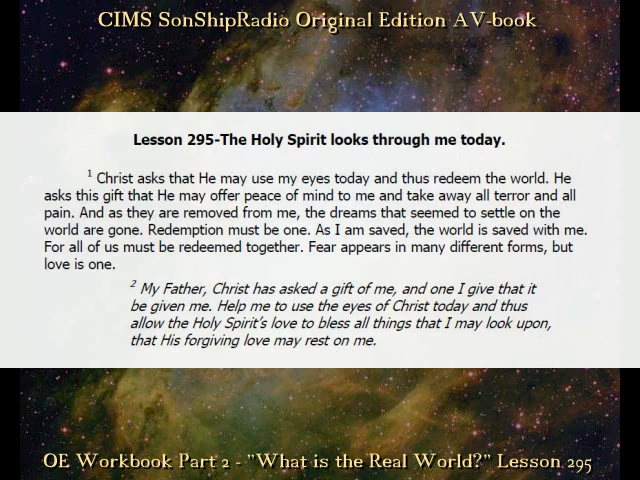 CIMS SonShipRadio Original Edition AV-book
Lesson 295-The Holy Spirit looks through me today.
1 Christ asks that He may use my eyes today and thus redeem the world. He
asks this gift that He may offer peace of mind to me and take away all terror and all
pain. And as they are removed from me, the dreams that seemed to settle on the
world are gone. Redemption must be one. As I am saved, the world is saved with me.
For all of us must be redeemed together. Fear appears in many different forms, but
love is one.
2 My Father, Christ has asked a gift of me, and one I give that it
be given me. Help me to use the eyes of Christ today and thus
allow the Holy Spirit's love to bless all things that I may look upon,
that His forgiving love may rest on me.
OE Workbook Part 2 - "What is the Real World?" Lesson 295